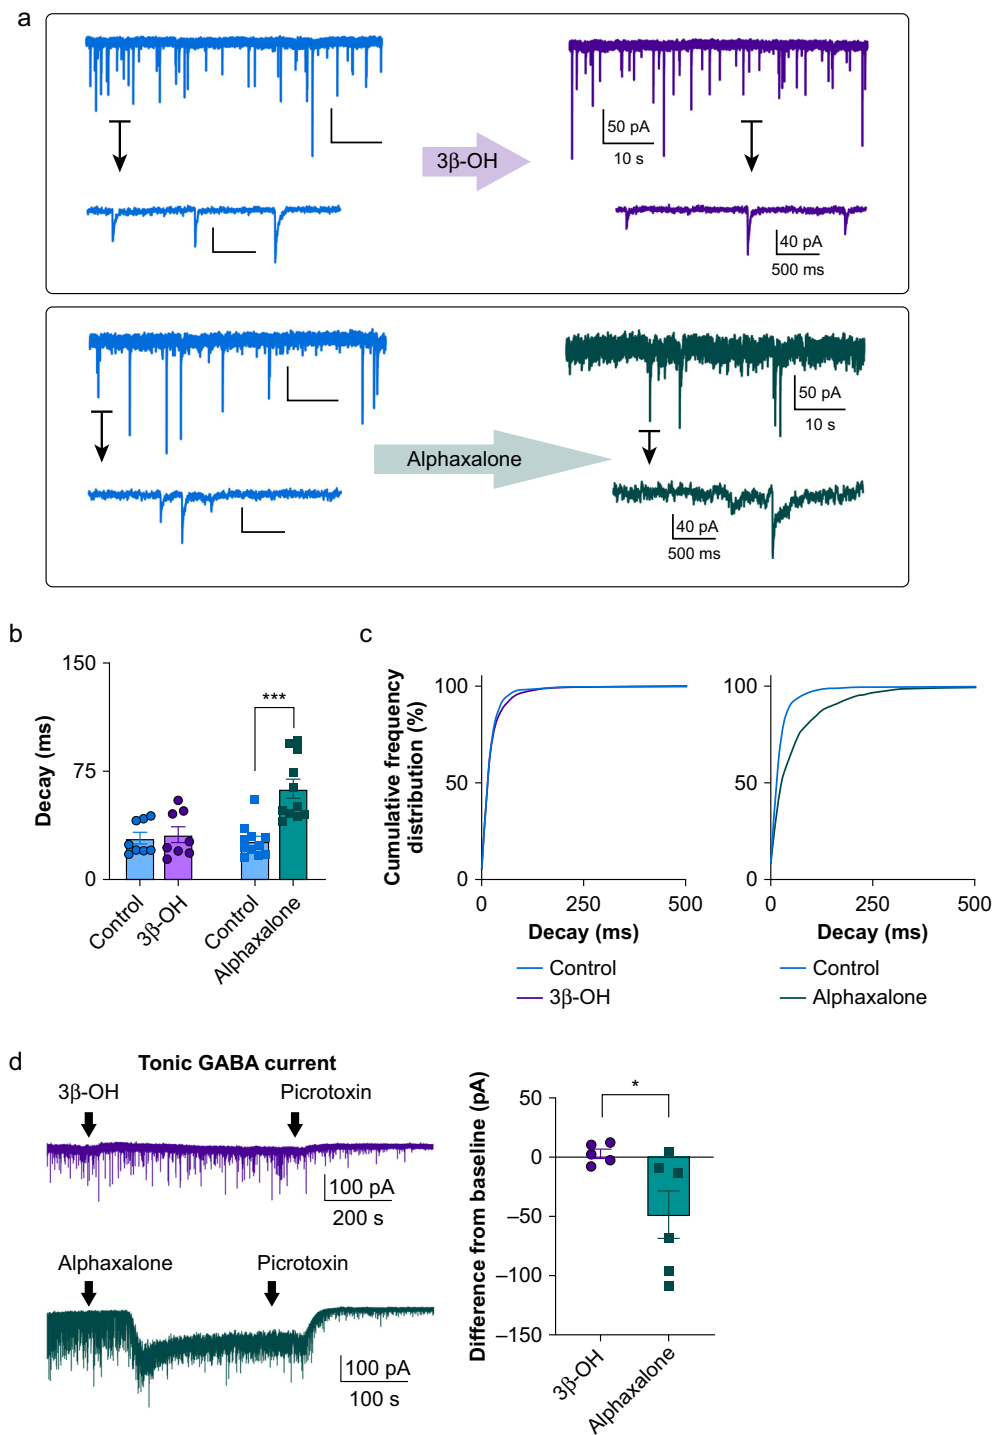 a
3β-OH
50 pA
10 s
40 pA
500 ms
Alphaxalone
50 pA
10 s
40 pA
500 ms
b
Decay (ms)
150
75
0
***
Control
3β-OH
Control
Alphaxalone
c
Cumulative frequency
distribution (%)
100
50
0
0
250
500
Decay (ms)
Control
3β-OH
100
50
0
0
250
500
Decay (ms)
Control
Alphaxalone
d
Tonic GABA current
3β-OH
Picrotoxin
100 pA
200 s
Alphaxalone
Picrotoxin
100 pA
100 s
Difference from baseline (pA)
50
0
−50
−100
−150
*
3β-OH
Alphaxalone